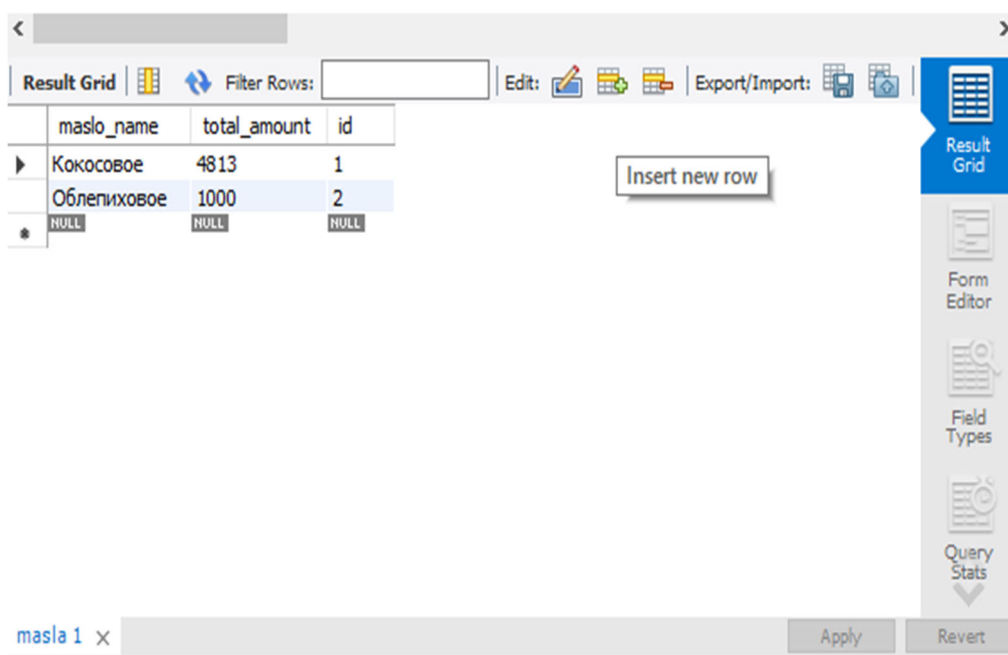 Result Grid Filter Rows: Edit: Export/Import:
maslo_name total_amount id
Кокосовое 4813 1
Облепиховое 1000 2
NULL NULL NULL
Insert new row
Result
Grid
Form
Editor
Field
Types
Query
Stats
masla 1
Apply Revert